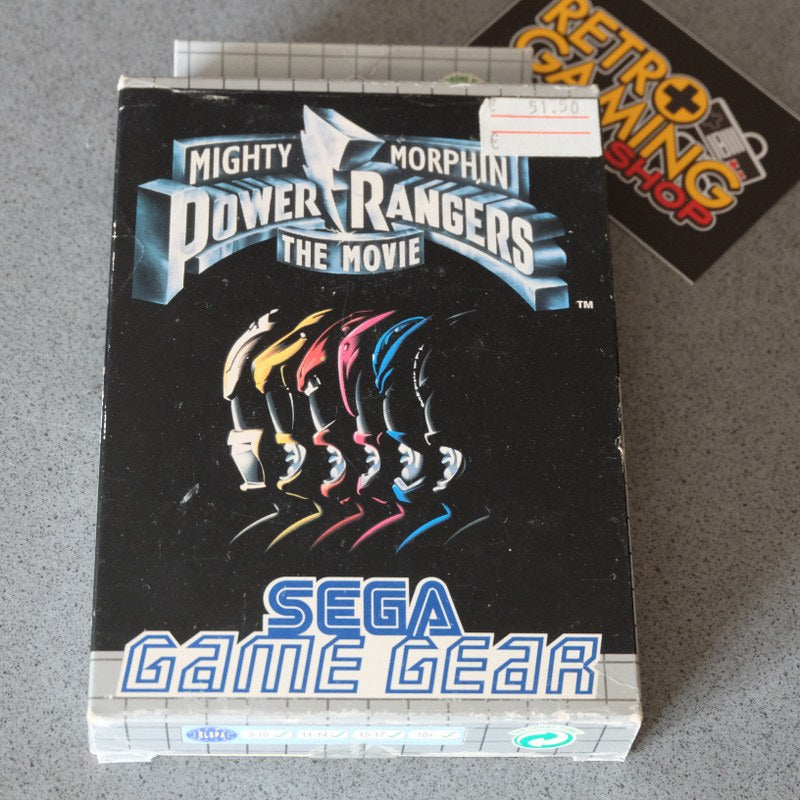 RETRO
GAMING
SHOP
51.50
MIGHTY MORPHIN
POWER RANGERS
THE MOVIE
TM
SEGA
GAME GEAR
3-10 11-14 15-17 18+